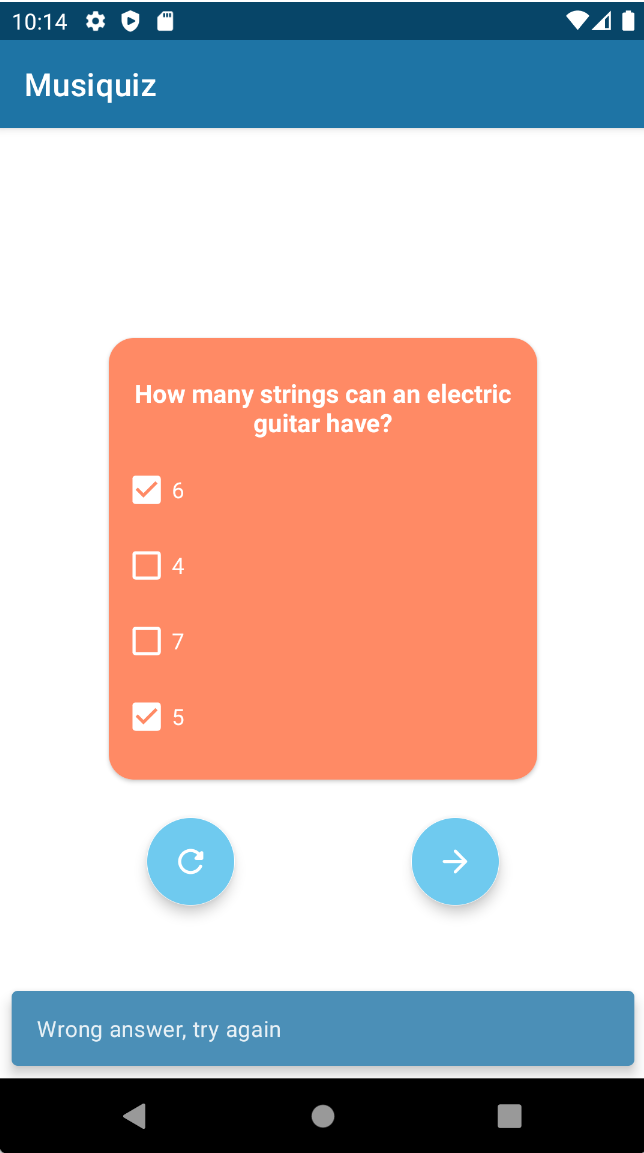 10:14
Musiquiz
How many strings can an electric
guitar have?
6
4
7
5
Wrong answer, try again